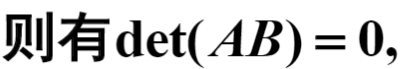 则有det(AB) = 0,